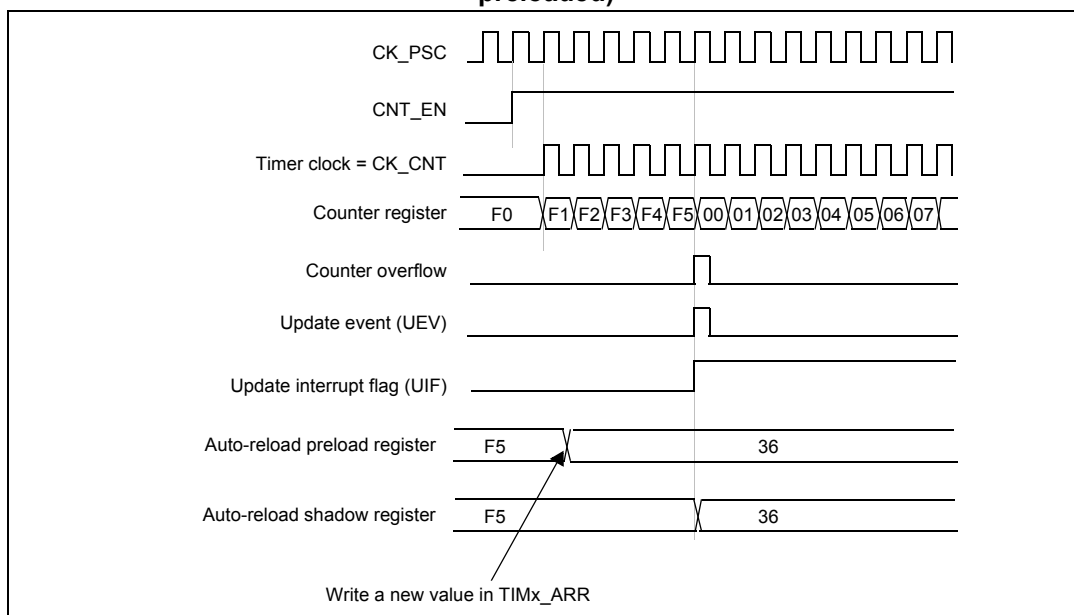 preloaded)
CK_PSC
CNT_EN
Timer clock = CK_CNT
Counter register F0 F1 F2 F3 F4 F5 00 01 02 03 04 05 06 07
Counter overflow
Update event (UEV)
Update interrupt flag (UIF)
Auto-reload preload register F5 36
Auto-reload shadow register F5 36
Write a new value in TIMx_ARR